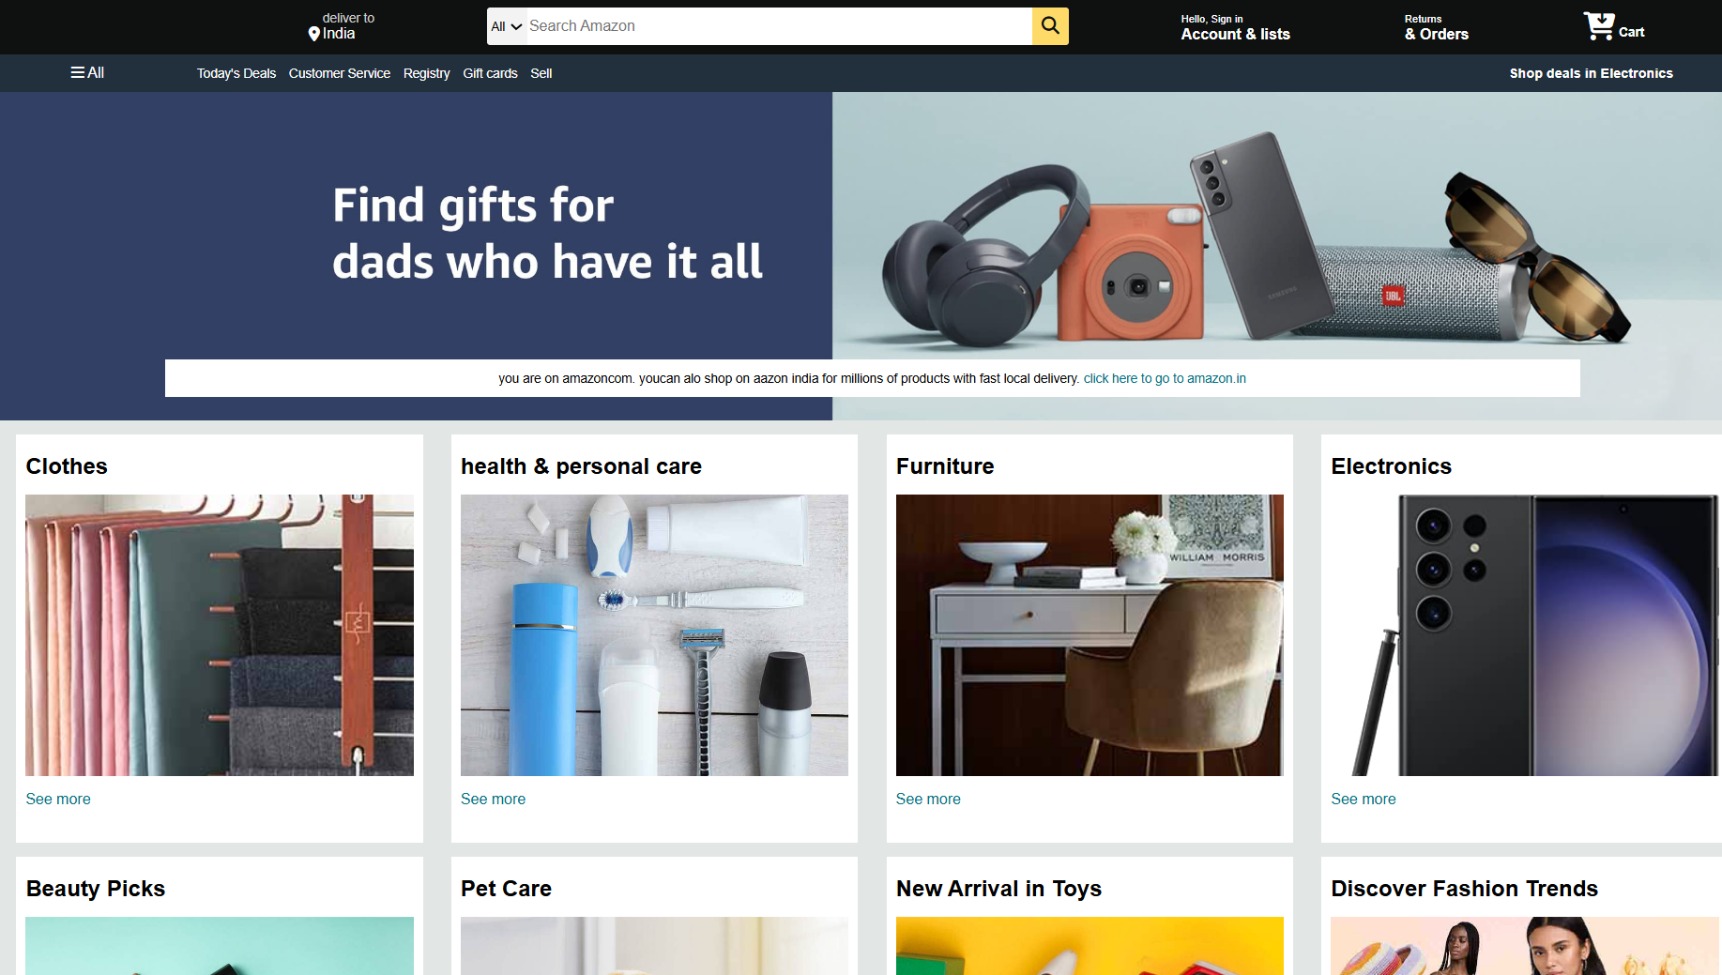 deliver to
India
All
Search Amazon
Hello, Sign in
Account & lists
Returns
& Orders
Cart
All
Today's Deals Customer Service Registry Gift cards Sell
Shop deals in Electronics
Find gifts for
dads who have it all
SAMSUNG
JBL
you are on amazoncom. youcan alo shop on aazon india for millions of products with fast local delivery. click here to go to amazon.in
Clothes
See more
health & personal care
See more
Furniture
WILLIAM MORRIS
See more
Electronics
See more
Beauty Picks
Pet Care
New Arrival in Toys
Discover Fashion Trends